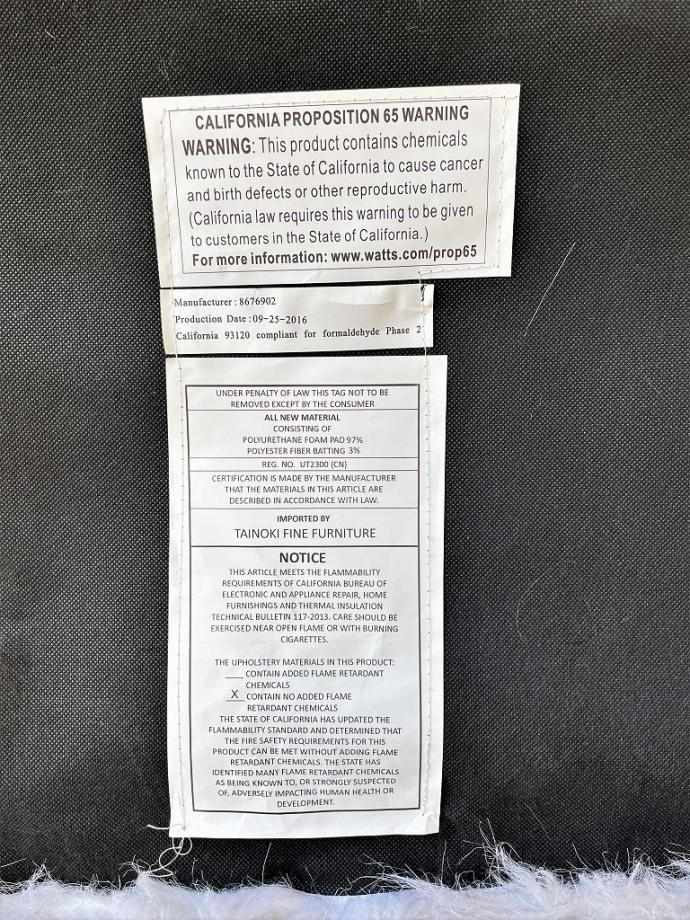 CALIFORNIA PROPOSITION 65 WARNING
WARNING: This product contains chemicals
known to the State of California to cause cancer
and birth defects or other reproductive harm.
(California law requires this warning to be given
to customers in the State of California.)
For more information: www.watts.com/prop65
Manufacturer: 8676902
Production Date:09-25-2016
California 93120 compliant for formaldehyde Phase 2
UNDER PENALTY OF LAW THIS TAG NOT TO BE
REMOVED EXCEPT BY THE CONSUMER
ALL NEW MATERIAL
CONSISTING OF
POLYURETHANE FOAM PAD 97%
POLYESTER FIBER BATTING 3%
REG. NO. UT2300 (CN)
CERTIFICATION IS MADE BY THE MANUFACTURER
THAT THE MATERIALS IN THIS ARTICLE ARE
DESCRIBED IN ACCORDANCE WITH LAW.
IMPORTED BY
TAINOKI FINE FURNITURE
NOTICE
THIS ARTICLE MEETS THE FLAMMABILITY
REQUIREMENTS OF CALIFORNIA BUREAU OF
ELECTRONIC AND APPLIANCE REPAIR, HOME
FURNISHINGS AND THERMAL INSULATION
TECHNICAL BULLETIN 117-2013. CARE SHOULD BE
EXERCISED NEAR OPEN FLAME OR WITH BURNING
CIGARETTES.
THE UPHOLSTERY MATERIALS IN THIS PRODUCT:
___ CONTAIN ADDED FLAME RETARDANT
CHEMICALS
X CONTAIN NO ADDED FLAME
RETARDANT CHEMICALS
THE STATE OF CALIFORNIA HAS UPDATED THE
FLAMMABILITY STANDARD AND DETERMINED THAT
THE FIRE SAFETY REQUIREMENTS FOR THIS
PRODUCT CAN BE MET WITHOUT ADDING FLAME
RETARDANT CHEMICALS. THE STATE HAS
IDENTIFIED MANY FLAME RETARDANT CHEMICALS
AS BEING KNOWN TO, OR STRONGLY SUSPECTED
OF, ADVERSELY IMPACTING HUMAN HEALTH OR
DEVELOPMENT.